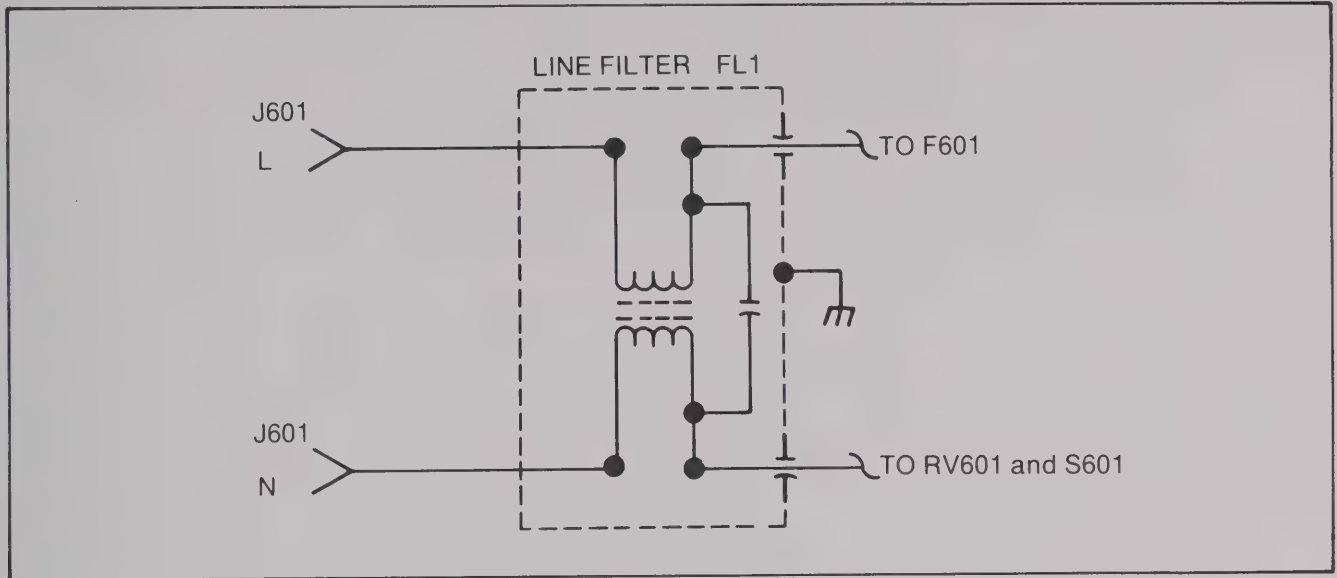 LINE FILTER FL1
J601
L
TO F601
J601
N
TO RV601 and S601